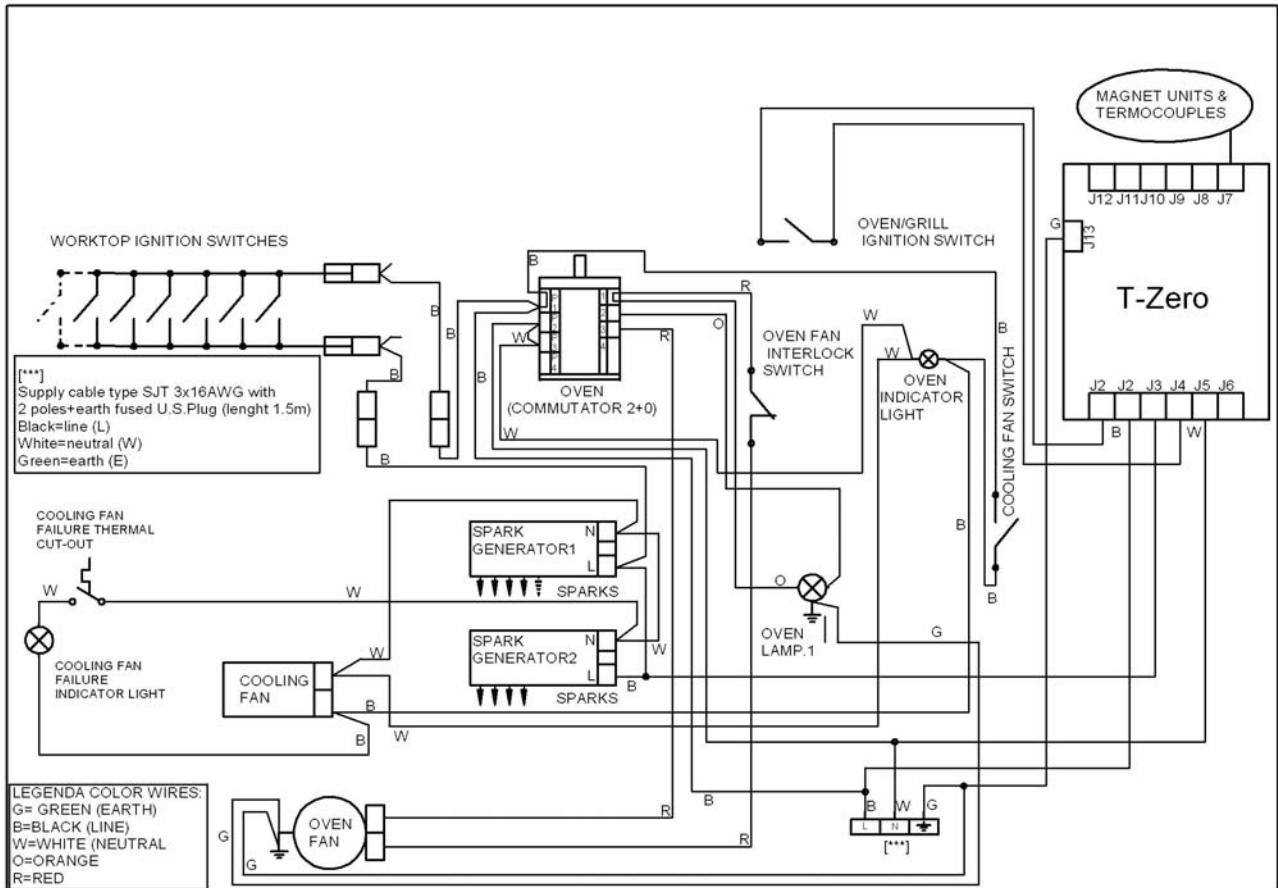 MAGNET UNITS &
TERMOCOUPLES
J12 J11 J10 J9 J8 J7
G
J13
T-Zero
J2 J2 J3 J4 J5 J6
B W
OVEN/GRILL
IGNITION SWITCH
WORKTOP IGNITION SWITCHES
B
B
B
B
[***]
Supply cable type SJT 3x16AWG with
2 poles+earth fused U.S.Plug (lenght 1.5m)
Black=line (L)
White=neutral (W)
Green=earth (E)
B
W
B
W
1
2
3
4
OVEN
(COMMUTATOR 2+0)
R
O
R
OVEN FAN
INTERLOCK
SWITCH
W
W
OVEN
INDICATOR
LIGHT
B
COOLING FAN SWITCH
B
B
COOLING FAN
FAILURE THERMAL
CUT-OUT
W
W
COOLING FAN
FAILURE
INDICATOR LIGHT
SPARK
GENERATOR1
N
L
SPARKS
SPARK
GENERATOR2
N
L
SPARKS
W
B
O
OVEN
LAMP.1
G
COOLING
FAN
W
B
B
W
LEGENDA COLOR WIRES:
G= GREEN (EARTH)
B=BLACK (LINE)
W=WHITE (NEUTRAL
O=ORANGE
R=RED
G
G
OVEN
FAN
R
R
B
B W G
L N
[***]